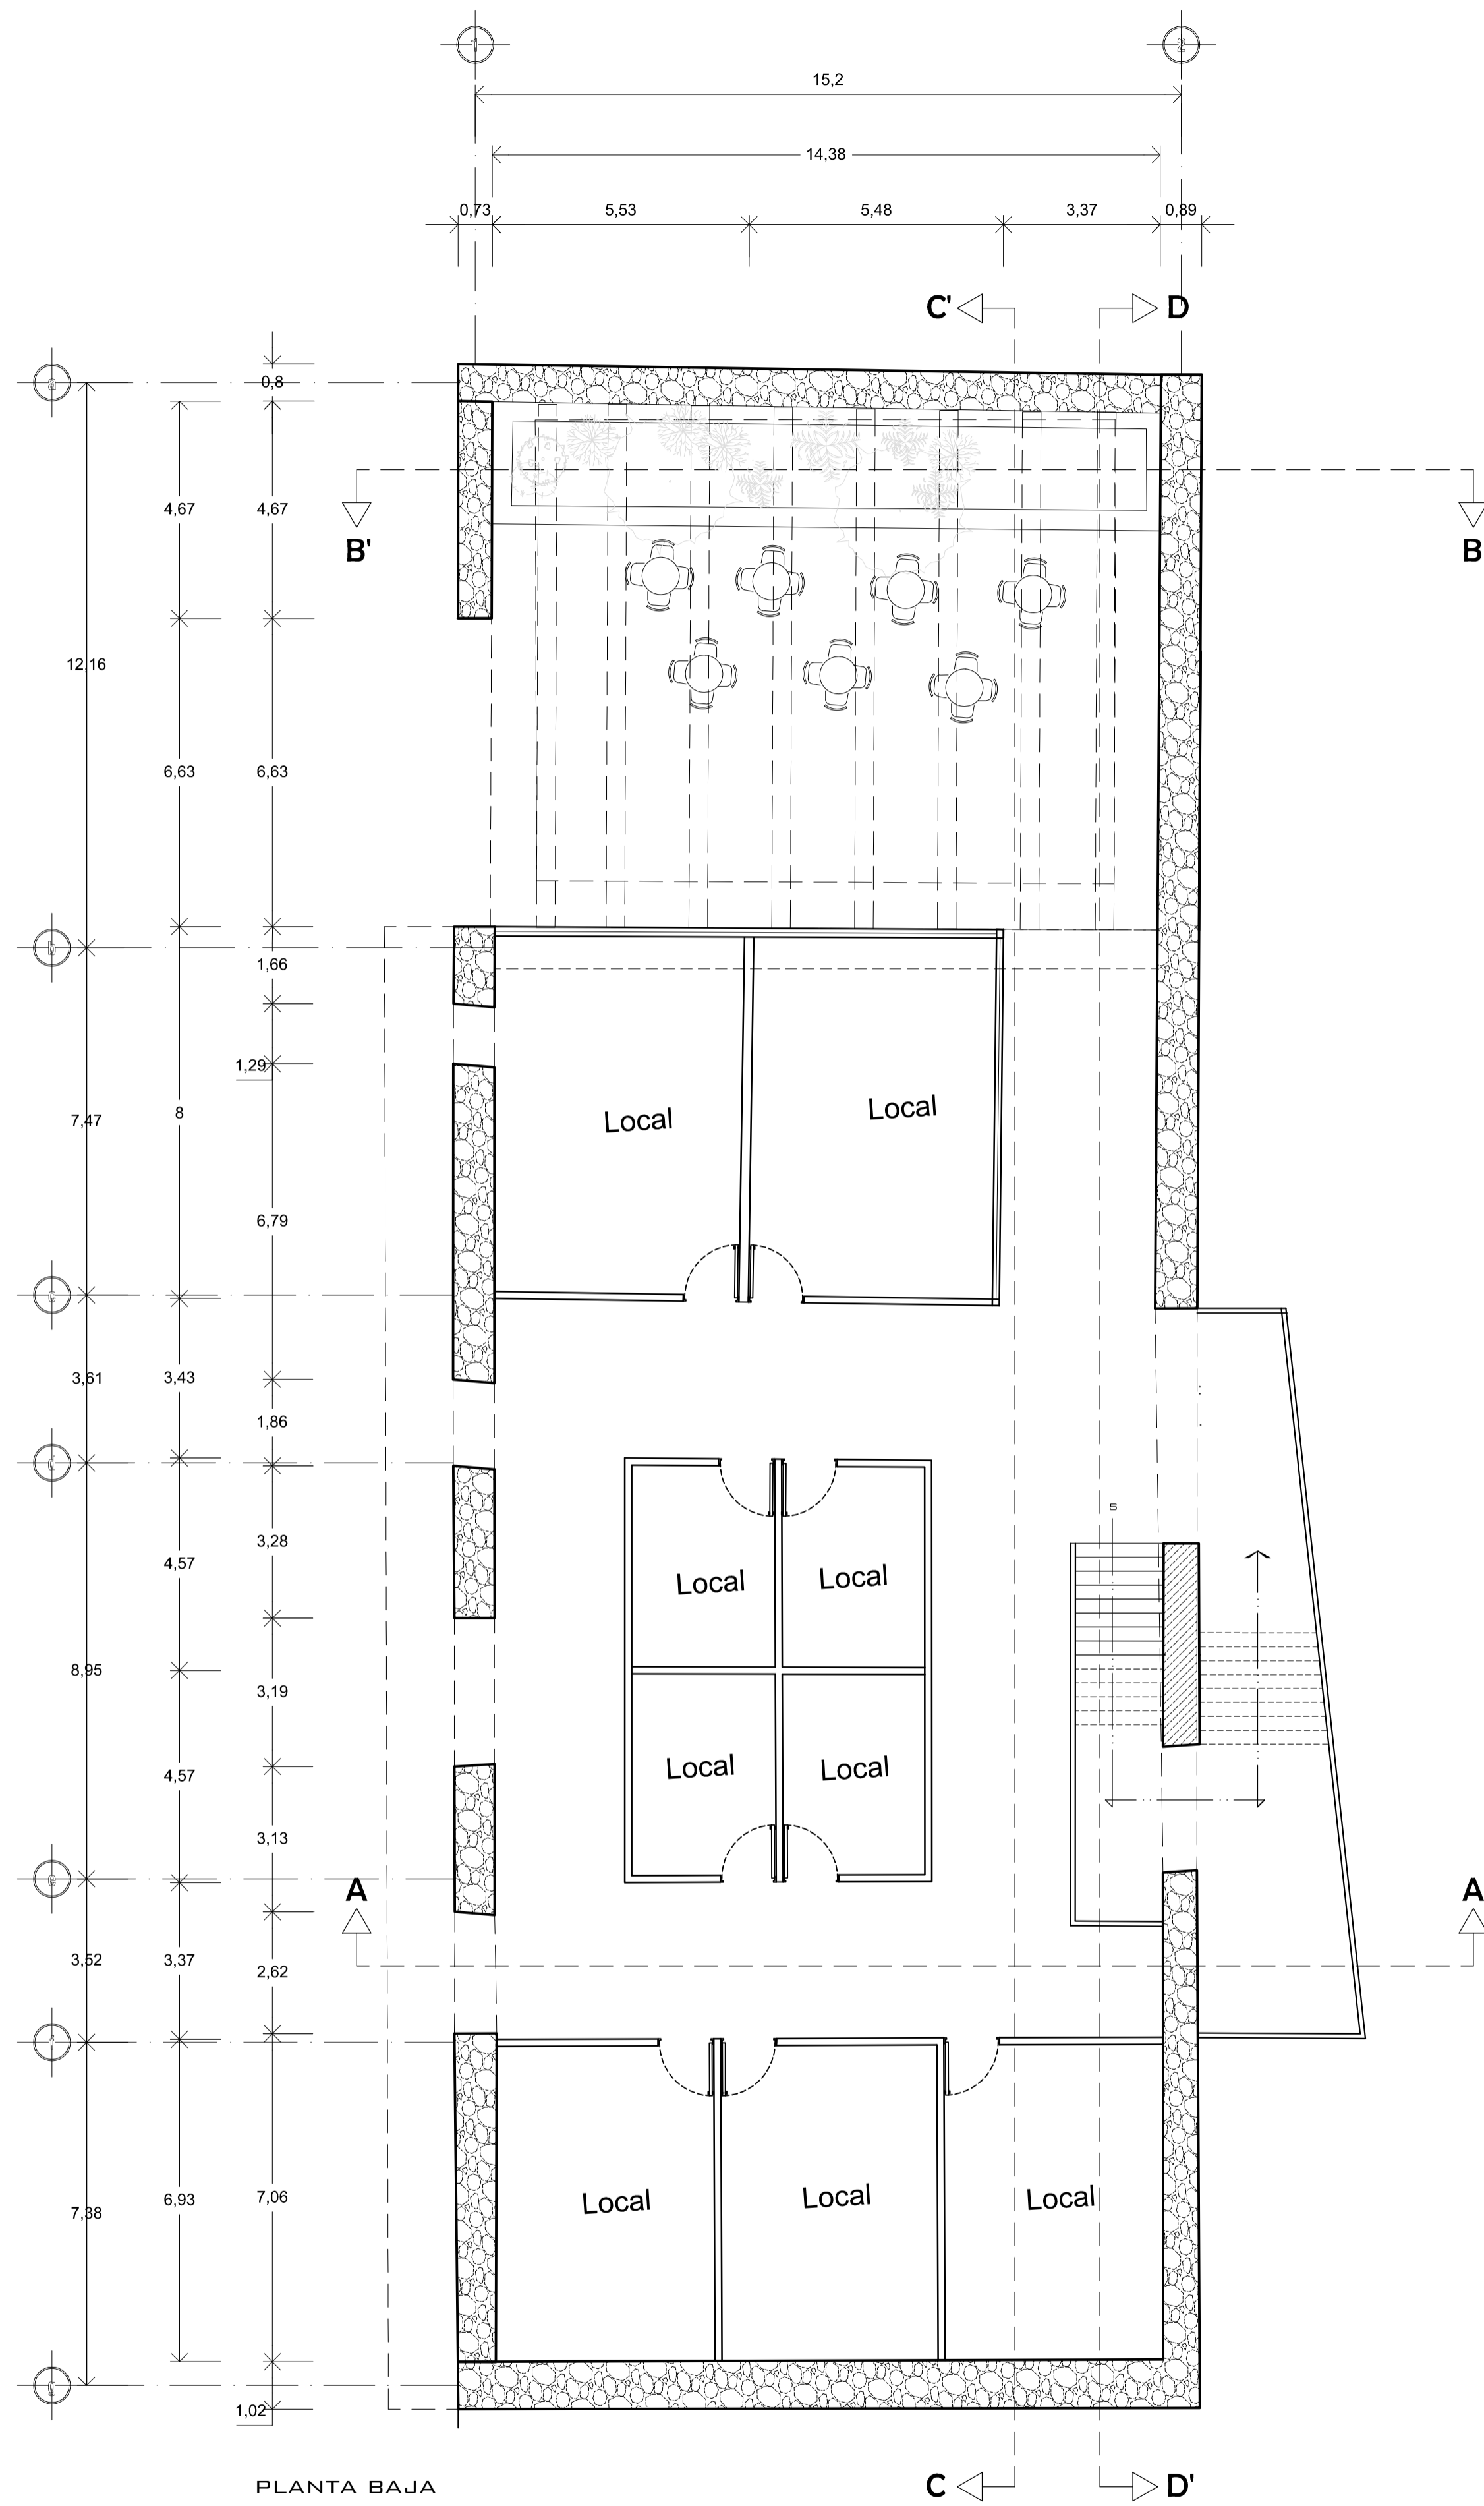 1
2
15,2
14,38
0,73
5,53
5,48
3,37
0,89
C'
D
a
0,8
4,67
4,67
B'
B
12,16
6,63
6,63
b
1,66
1,29
7,47
8
Local
Local
6,79
c
3,61
3,43
1,86
d
S
4,57
3,28
Local
Local
8,95
3,19
4,57
Local
Local
3,13
e
A
A
3,52
3,37
2,62
f
7,38
6,93
7,06
Local
Local
Local
g
1,02
PLANTA BAJA
C
D'